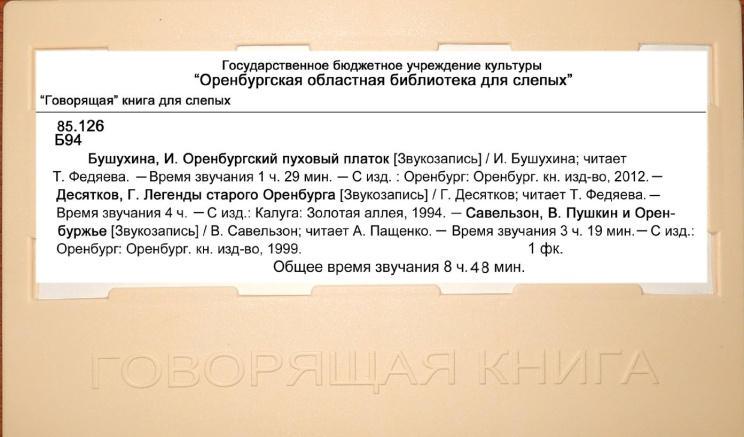 Государственное бюджетное учреждение культуры
“Оренбургская областная библиотека для слепых”
“Говорящая” книга для слепых
85.126
Б94
Бушухина, И. Оренбургский пуховый платок [Звукозапись] / И. Бушухина; читает
Т. Федяева. — Время звучания 1 ч. 29 мин. — С изд. : Оренбург: Оренбург. кн. изд-во, 2012. —
Десятков, Г. Легенды старого Оренбурга [Звукозапись] / Г. Десятков; читает Т. Федяева. —
Время звучания 4 ч. — С изд.: Калуга: Золотая аллея, 1994. — Савельзон, В. Пушкин и Орен-
буржье [Звукозапись] / В. Савельзон; читает А. Пащенко. — Время звучания 3 ч. 19 мин. — С изд.:
Оренбург: Оренбург. кн. изд-во, 1999. 1 фк.
Общее время звучания 8 ч. 48 мин.
ГОВОРЯЩАЯ КНИГА